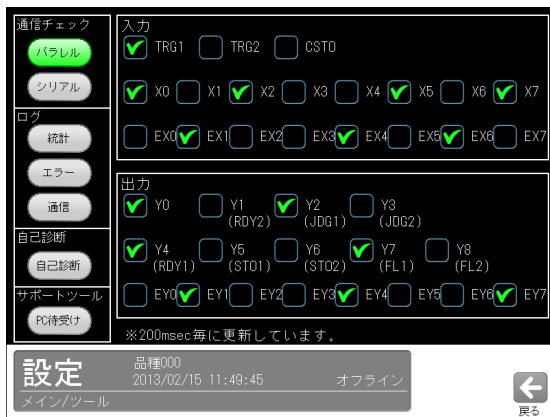 通信チェック
パラレル
シリアル
ログ
統計
エラー
通信
自己診断
自己診断
サポートツール
PC待受け
入力
TRG1 TRG2 CST0
X0 X1 X2 X3 X4 X5 X6 X7
EX0 EX1 EX2 EX3 EX4 EX5 EX6 EX7
出力
Y0 Y1 Y2 Y3
(RDY2) (JDG1) (JDG2)
Y4 Y5 Y6 Y7 Y8
(RDY1) (STO1) (STO2) (FL1) (FL2)
EY0 EY1 EY2 EY3 EY4 EY5 EY6 EY7
※200msec毎に更新しています。
設定
品種000
2013/02/15 11:49:45 オフライン
メイン/ツール
戻る